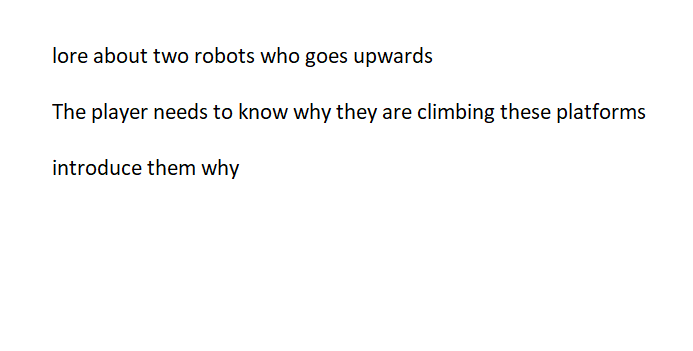 lore about two robots who goes upwards
The player needs to know why they are climbing these platforms
introduce them why